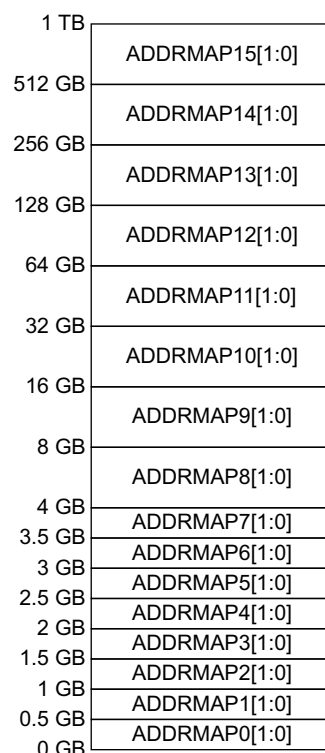 1 TB
ADDRMAP15[1:0]
512 GB
ADDRMAP14[1:0]
256 GB
ADDRMAP13[1:0]
128 GB
ADDRMAP12[1:0]
64 GB
ADDRMAP11[1:0]
32 GB
ADDRMAP10[1:0]
16 GB
ADDRMAP9[1:0]
8 GB
ADDRMAP8[1:0]
4 GB
ADDRMAP7[1:0]
3.5 GB
ADDRMAP6[1:0]
3 GB
ADDRMAP5[1:0]
2.5 GB
ADDRMAP4[1:0]
2 GB
ADDRMAP3[1:0]
1.5 GB
ADDRMAP2[1:0]
1 GB
ADDRMAP1[1:0]
0.5 GB
ADDRMAP0[1:0]
0 GB